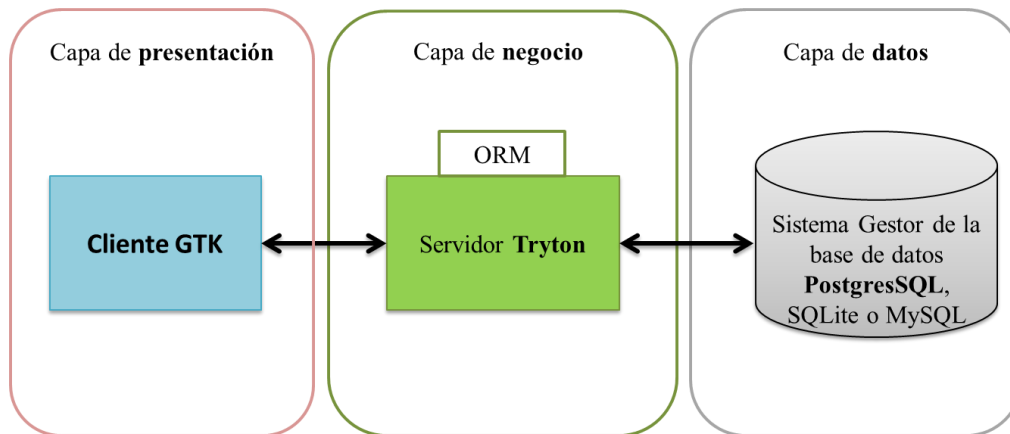 Capa de presentación
Capa de negocio
Capa de datos
ORM
Cliente GTK
Servidor Tryton
Sistema Gestor de la
base de datos
PostgresSQL,
SQLite o MySQL